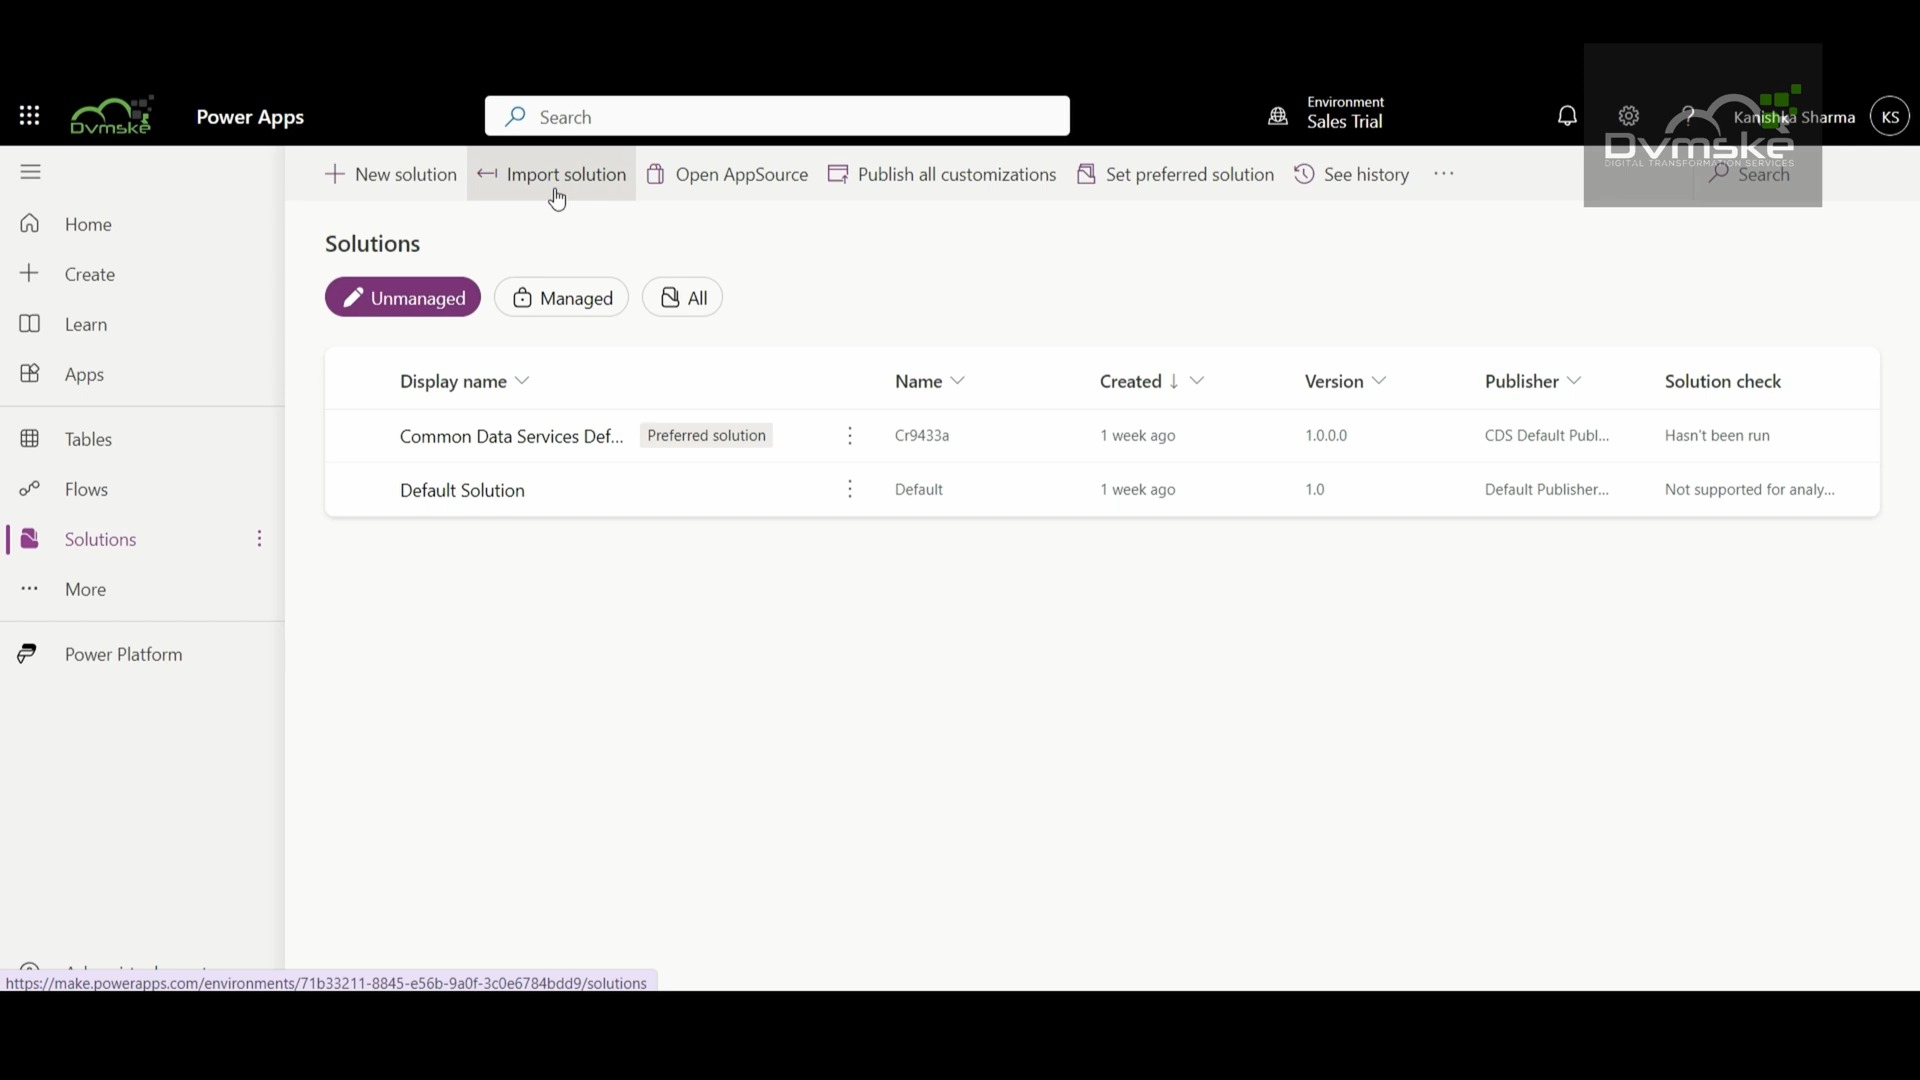 Dvmske
Power Apps
Search
Environment
Sales Trial
Kanishka Sharma
KS
Dvmske
DIGITAL TRANSFORMATION SERVICES
New solution
Import solution
Open AppSource
Publish all customizations
Set preferred solution
See history
Search
Home
Create
Learn
Apps
Tables
Flows
Solutions
More
Power Platform
Solutions
Unmanaged
Managed
All
Display name Name Created Version Publisher Solution check
Common Data Services Def... Preferred solution Cr9433a 1 week ago 1.0.0.0 CDS Default Publ... Hasn't been run
Default Solution Default 1 week ago 1.0 Default Publisher... Not supported for analy...
https://make.powerapps.com/environments/71b33211-8845-e56b-9a0f-3c0e6784bdd9/solutions